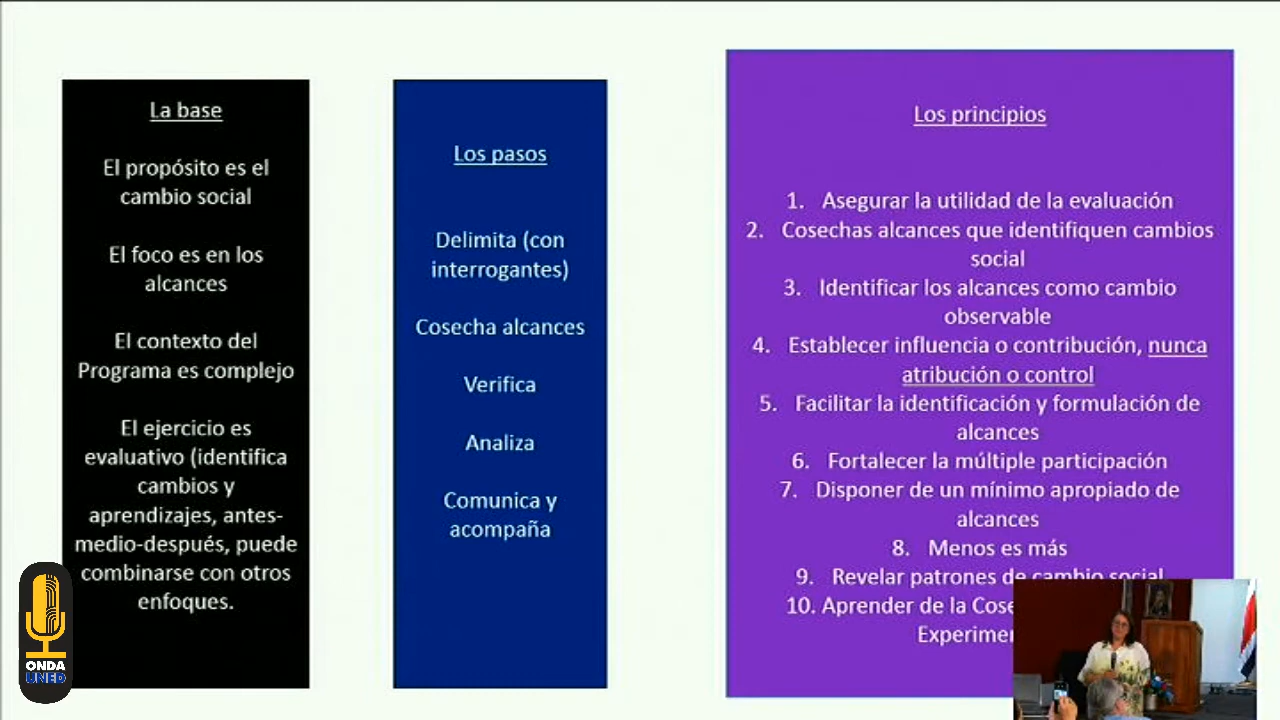 La base
El propósito es el
cambio social
El foco es en los
alcances
El contexto del
Programa es complejo
El ejercicio es
evaluativo (identifica
cambios y
aprendizajes, antes-
medio-después, puede
combinarse con otros
enfoques.
Los pasos
Delimita (con
interrogantes)
Cosecha alcances
Verifica
Analiza
Comunica y
acompaña
Los principios
1. Asegurar la utilidad de la evaluación
2. Cosechas alcances que identifiquen cambios
social
3. Identificar los alcances como cambio
observable
4. Establecer influencia o contribución, nunca
atribución o control
5. Facilitar la identificación y formulación de
alcances
6. Fortalecer la múltiple participación
7. Disponer de un mínimo apropiado de
alcances
8. Menos es más
9. Revelar patrones de cambio social
10. Aprender de la
ONDA
UNED